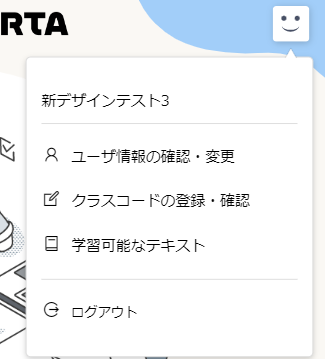 RTA
新デザインテスト3
ユーザ情報の確認・変更
クラスコードの登録・確認
学習可能なテキスト
ログアウト